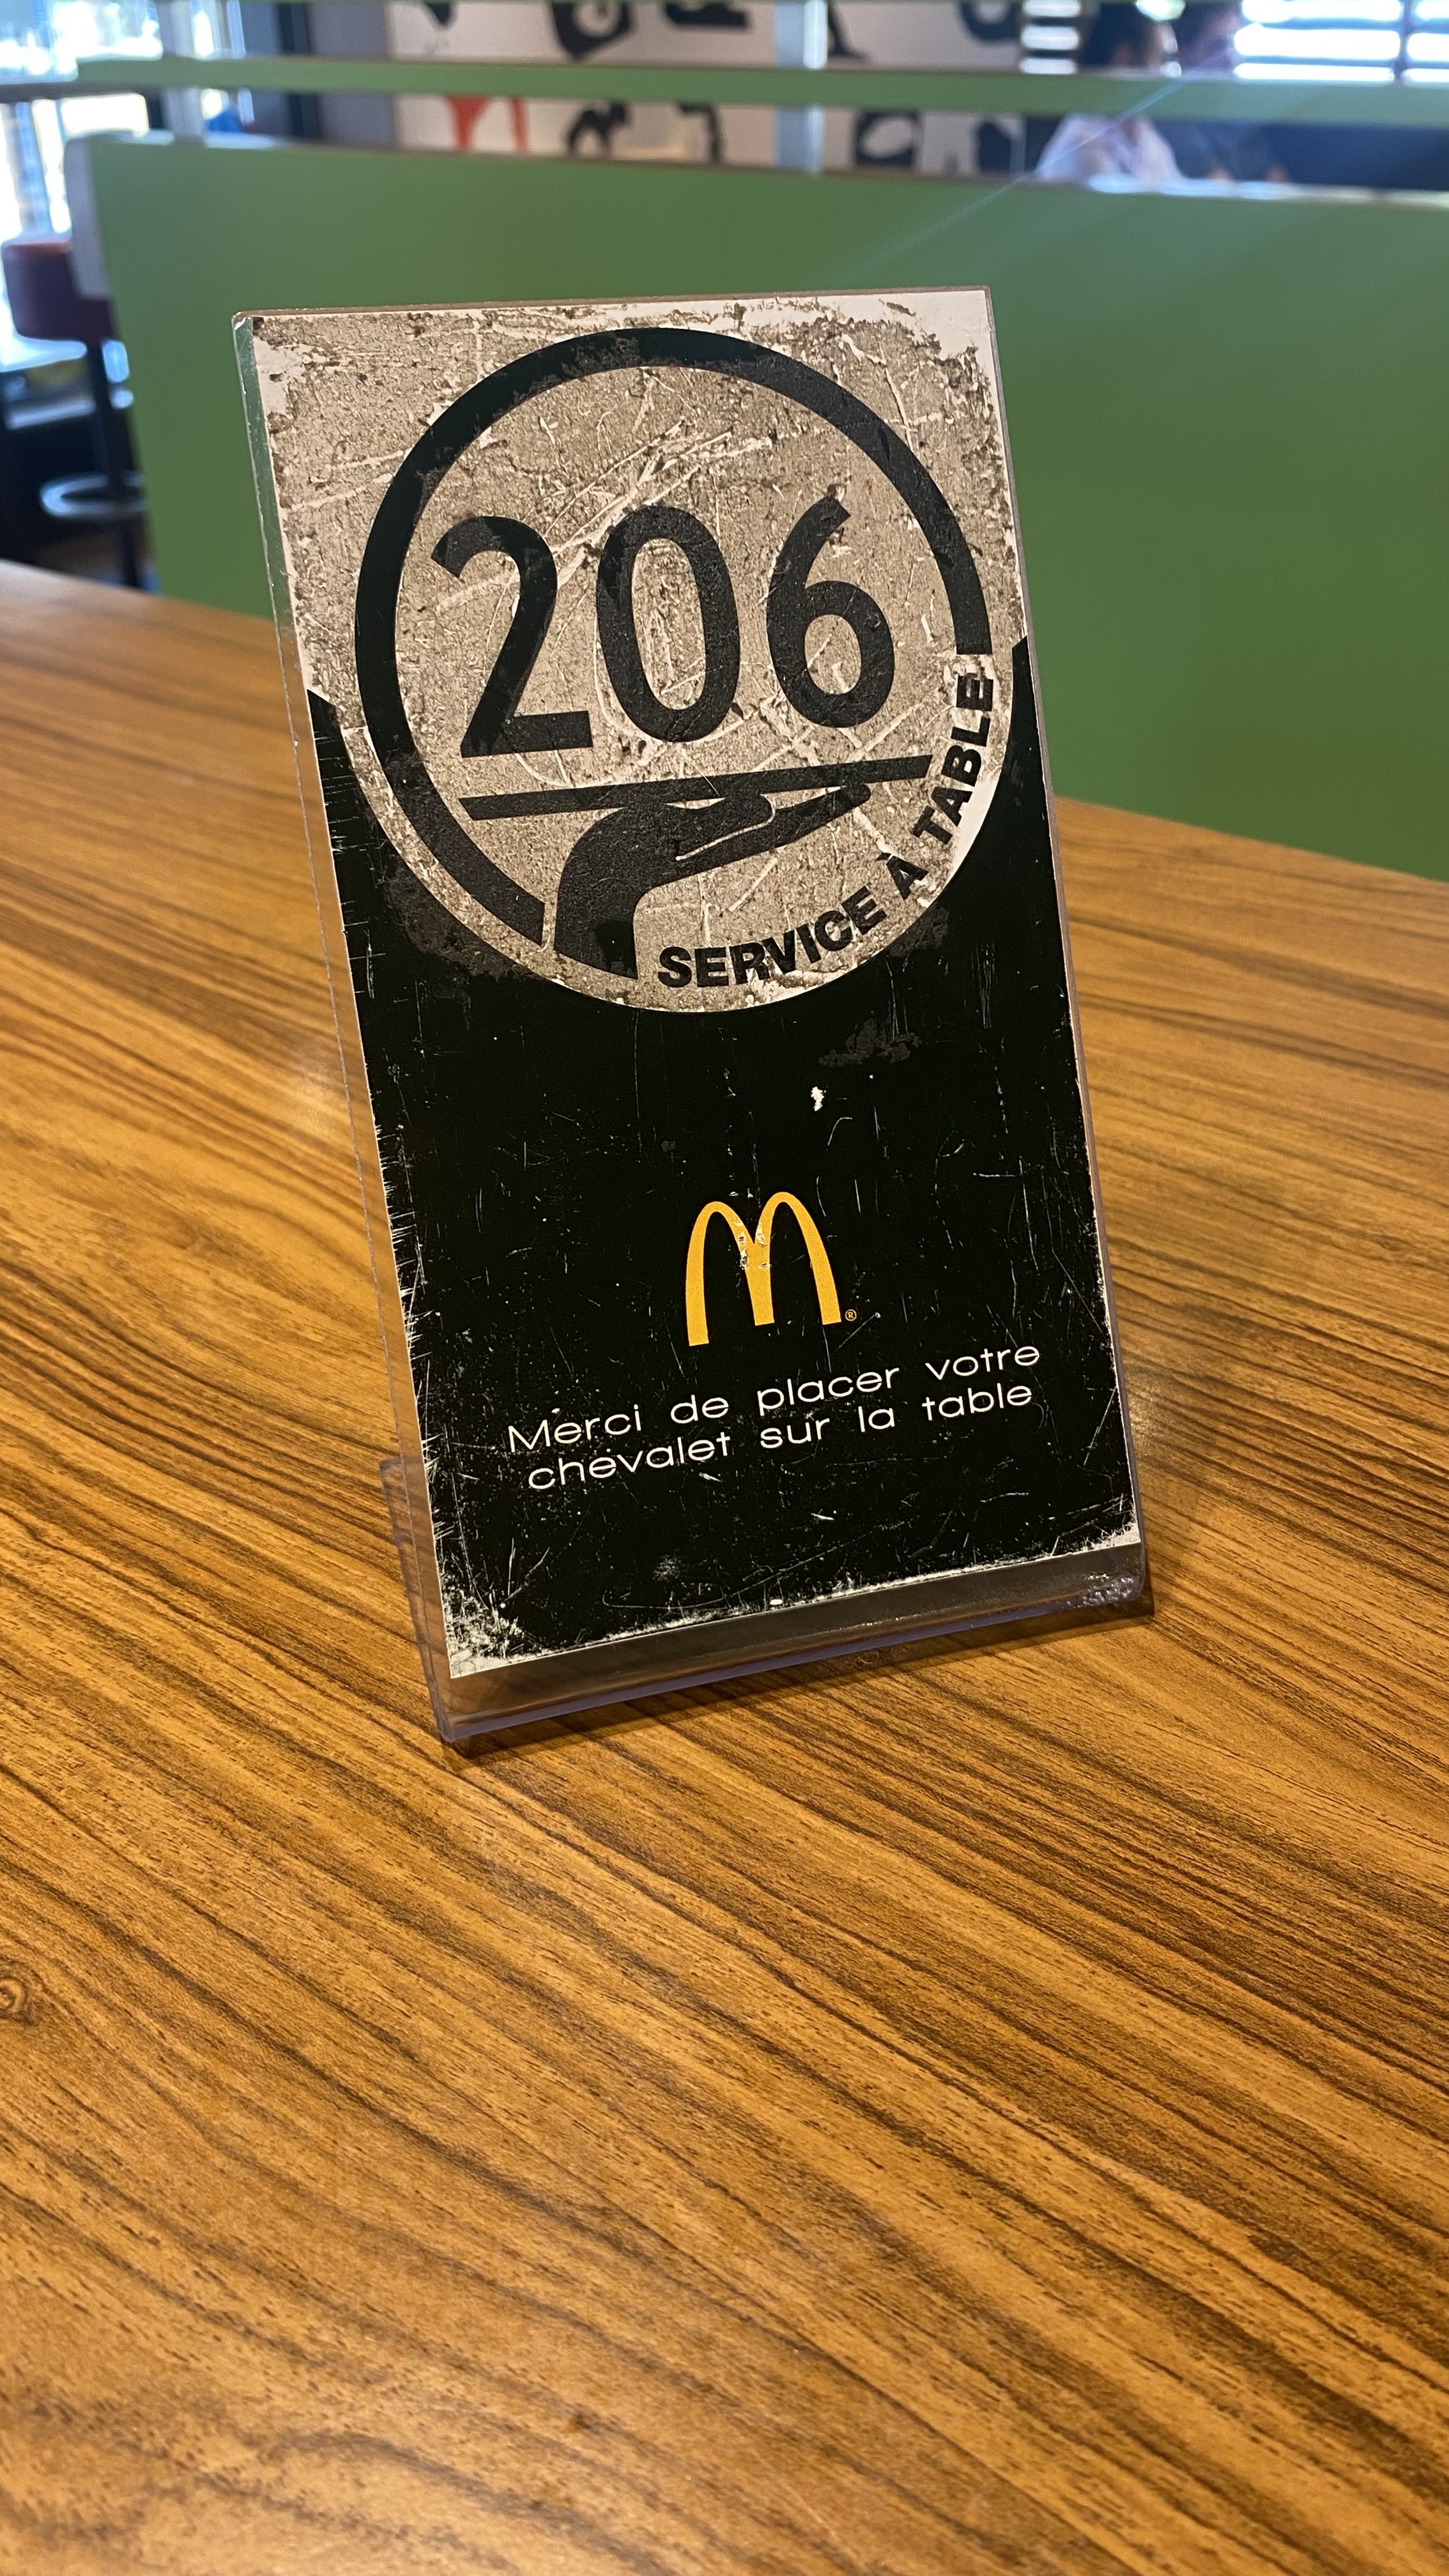 206
SERVICE À TABLE
M®
Merci de placer votre
chevalet sur la table